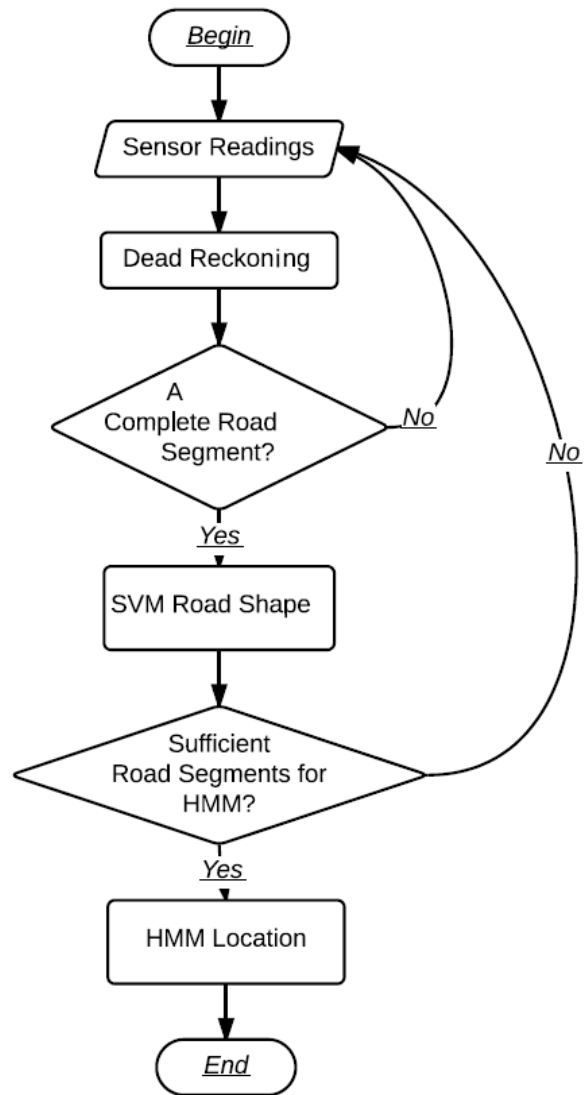 Begin
Sensor Readings
Dead Reckoning
A
Complete Road
Segment?
No
No
Yes
SVM Road Shape
Sufficient
Road Segments for
HMM?
Yes
HMM Location
End